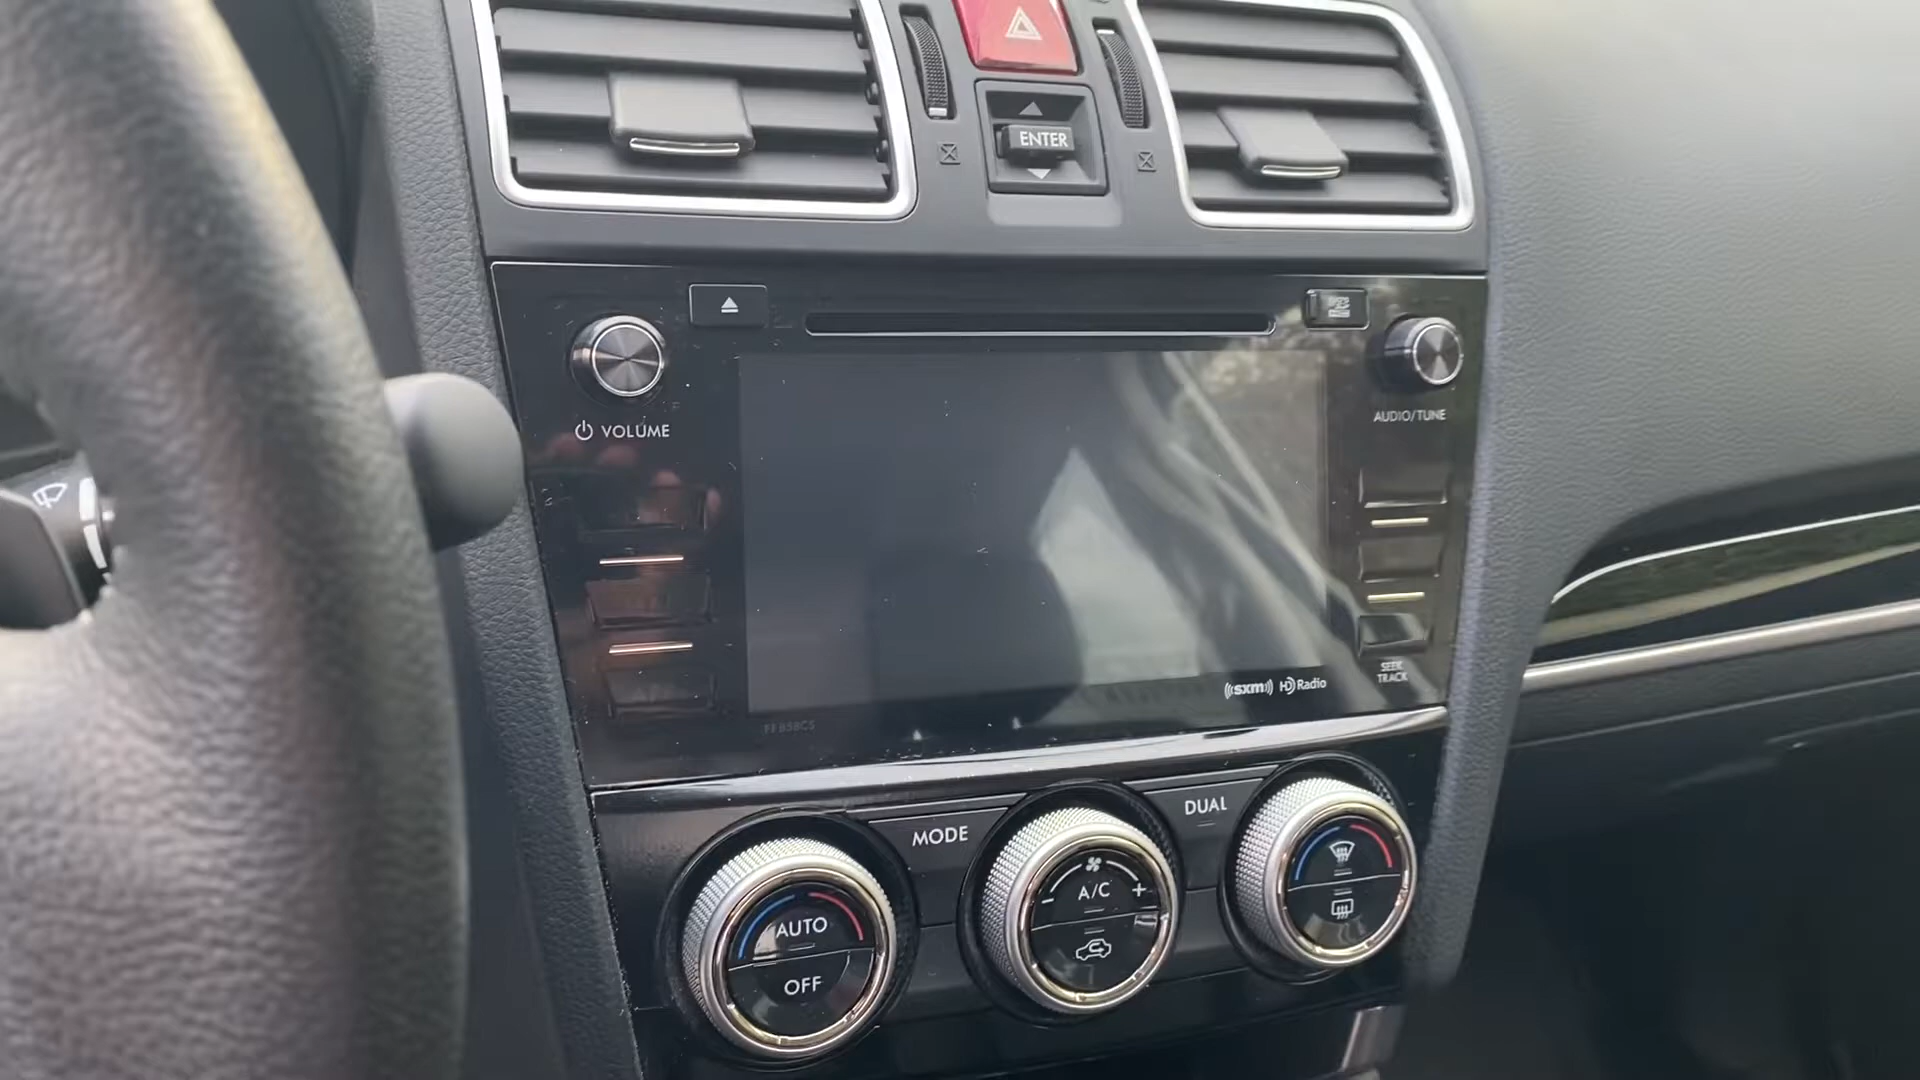 ENTER
VOLUME
AUDIO/TUNE
SEEK
TRACK
((sxm)) HD Radio
MODE
DUAL
AUTO
OFF
A/C
- +